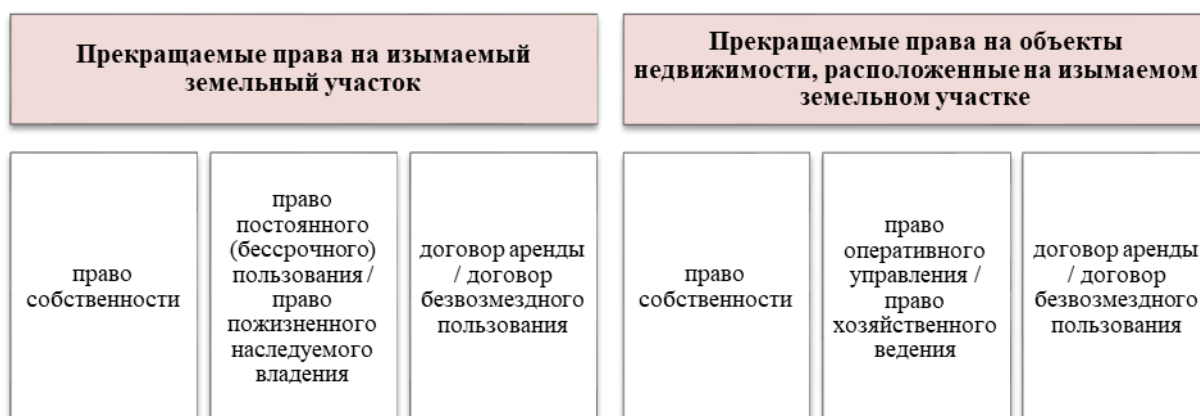 Прекращаемые права на изымаемый
земельный участок
Прекращаемые права на объекты
недвижимости, расположенные на изымаемом
земельном участке
право
собственности
право
постоянного
(бессрочного)
пользования /
право
пожизненного
наследуемого
владения
договор аренды
/ договор
безвозмездного
пользования
право
собственности
право
оперативного
управления /
право
хозяйственного
ведения
договор аренды
/ договор
безвозмездного
пользования